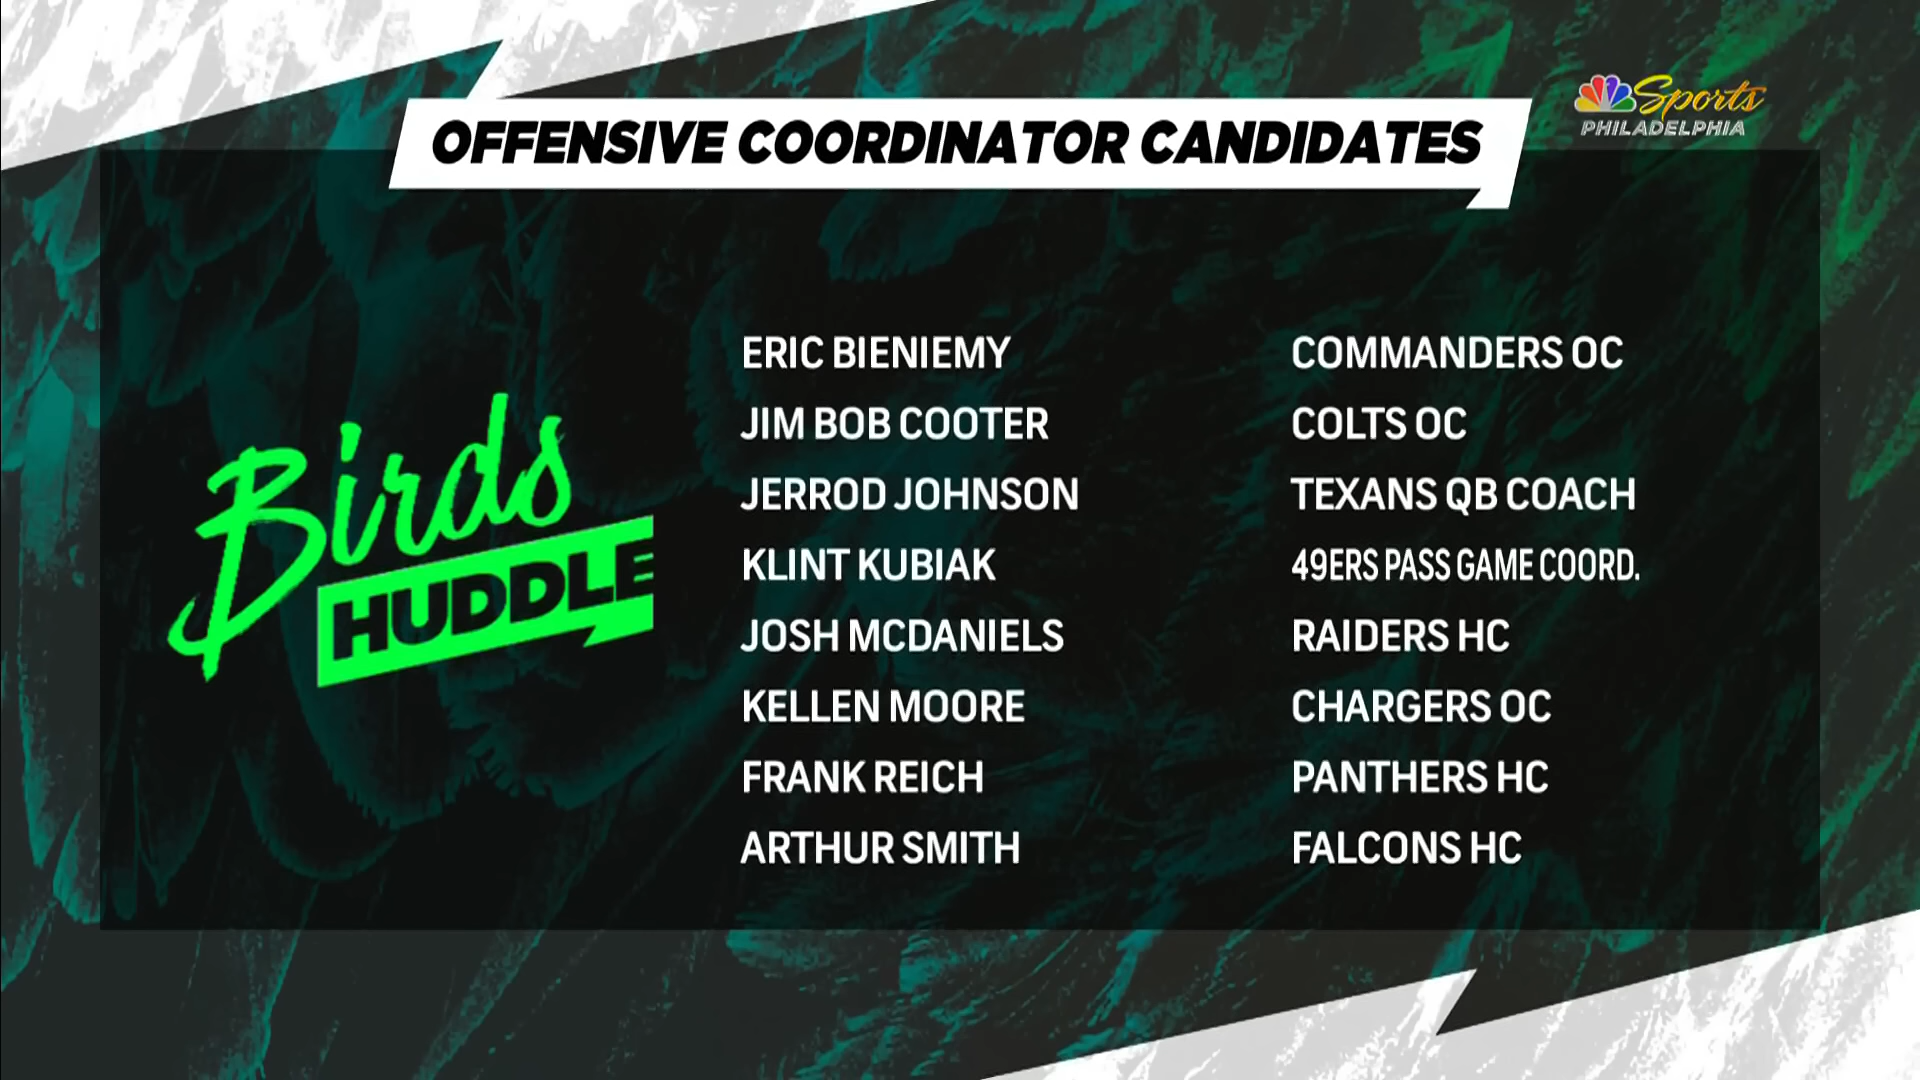 OFFENSIVE COORDINATOR CANDIDATES
Sports
PHILADELPHIA
Birds
HUDDLE
ERIC BIENIEMY COMMANDERS OC
JIM BOB COOTER COLTS OC
JERROD JOHNSON TEXANS QB COACH
KLINT KUBIAK 49ERS PASS GAME COORD.
JOSH MCDANIELS RAIDERS HC
KELLEN MOORE CHARGERS OC
FRANK REICH PANTHERS HC
ARTHUR SMITH FALCONS HC